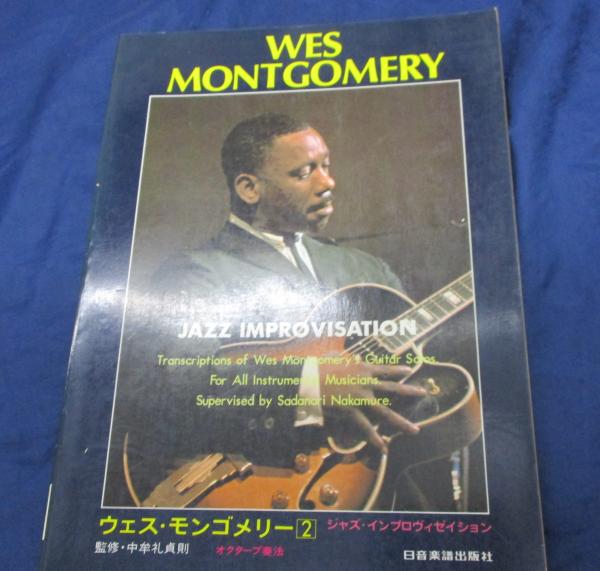 WES
MONTGOMERY
JAZZ IMPROVISATION
Transcriptions of Wes Montgomery's Guitar Solos.
For All Instrumental Musicians.
Supervised by Sadanori Nakamure.
ウェス・モンゴメリー2 ジャズ・インプロヴィゼイション
監修・中牟礼貞則 オクターブ奏法 日音楽譜出版社